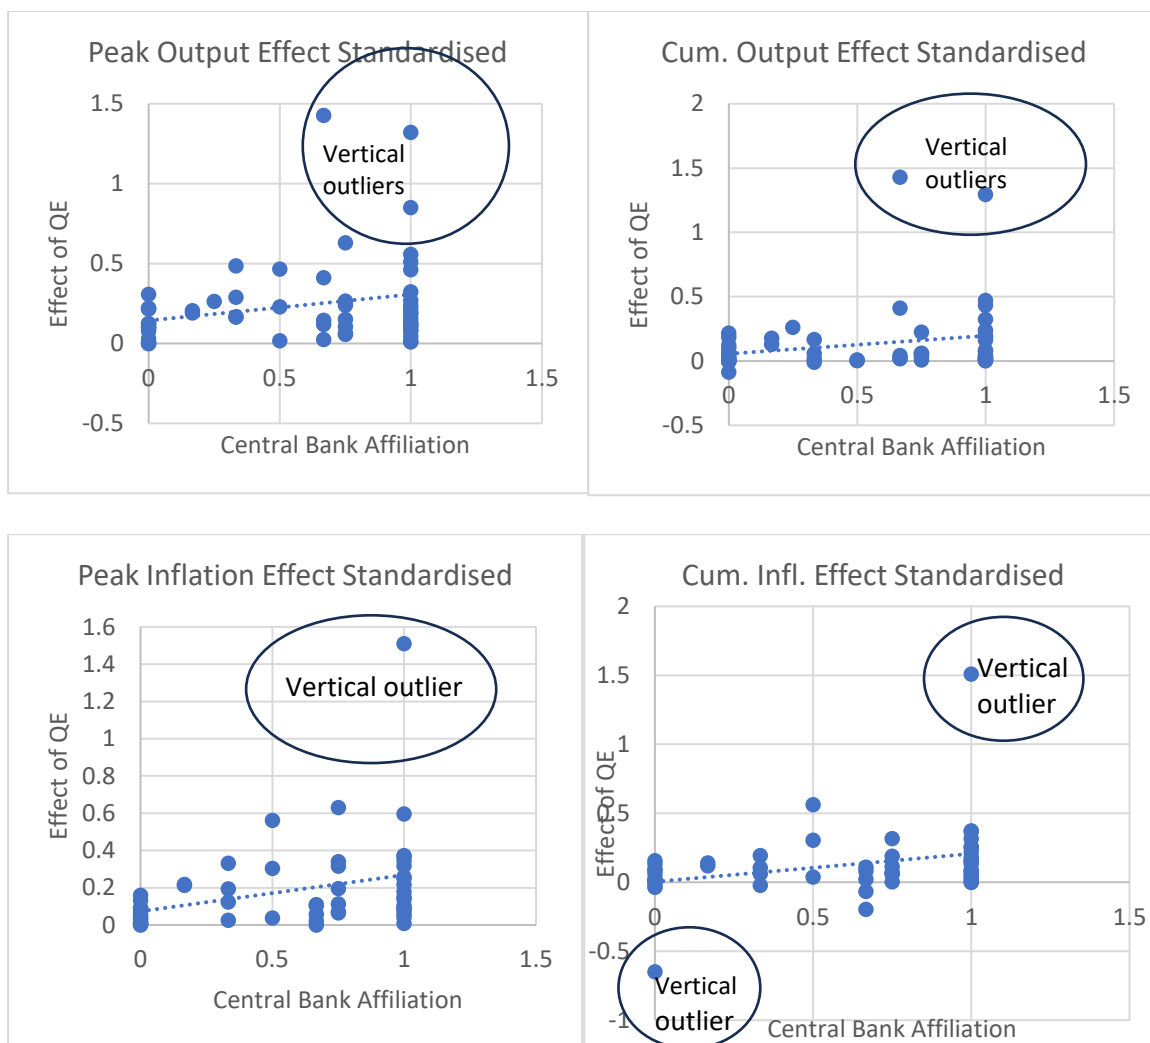 Peak Output Effect Standardised
1.5
1
0.5
0
-0.5
0
0.5
1
1.5
Effect of QE
Central Bank Affiliation
Vertical
outliers
Cum. Output Effect Standardised
2
1.5
1
0.5
0
-0.5
0
0.5
1
1.5
Effect of QE
Central Bank Affiliation
Vertical
outliers
Peak Inflation Effect Standardised
1.6
1.4
1.2
1
0.8
0.6
0.4
0.2
0
0
0.5
1
1.5
Effect of QE
Central Bank Affiliation
Vertical outlier
Cum. Infl. Effect Standardised
2
1.5
1
0.5
0
-0.5
-1
0
0.5
1
1.5
Effect of QE
Central Bank Affiliation
Vertical
outlier
Vertical
outlier